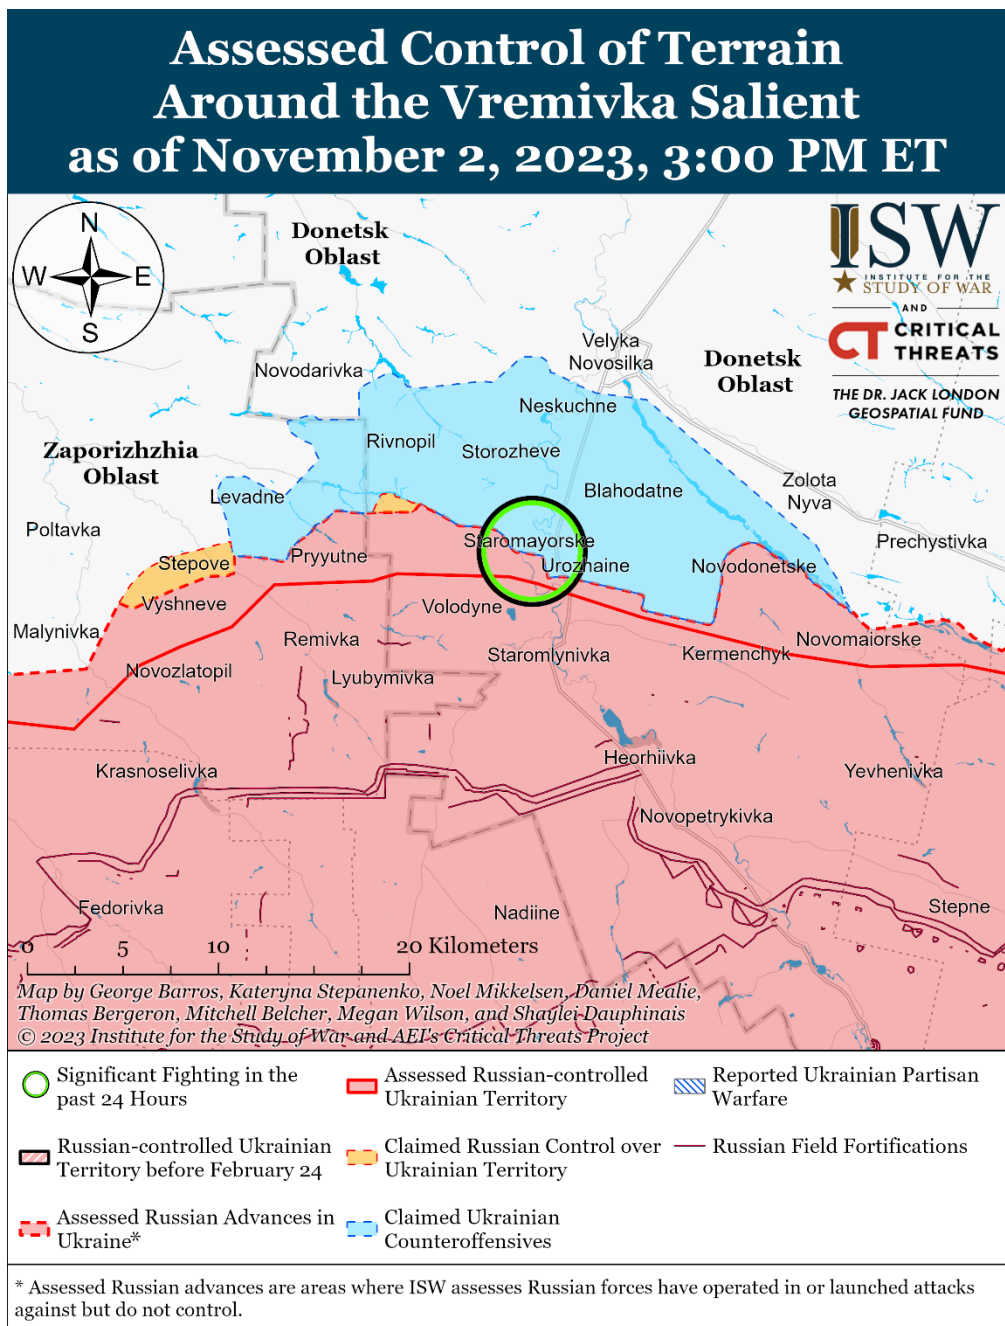 Assessed Control of Terrain
Around the Vremivka Salient
as of November 2, 2023, 3:00 PM ET
N
W
E
S
Donetsk
Oblast
ISW
INSTITUTE FOR THE
STUDY OF WAR
AND
CT CRITICAL
THREATS
THE DR. JACK LONDON
GEOSPATIAL FUND
Velyka
Novosilka
Donetsk
Oblast
Novodarivka
Neskuchne
Rivnopil
Storozheve
Zaporizhzhia
Oblast
Levadne
Blahodatne
Zolota
Nyva
Poltavka
Staromayorske
Prechystivka
Stepove
Pryyutne
Urozhaine
Novodonetske
Vyshneve
Volodyne
Malynivka
Remivka
Staromlynivka
Kermenchyk
Novomaiorske
Novozlatopil
Lyubymivka
Krasnoselivka
Heorhiivka
Yevhenivka
Novopetrykivka
Fedorivka
Nadiine
Stepne
0 5 10 20 Kilometers
Map by George Barros, Kateryna Stepanenko, Noel Mikkelsen, Daniel Mealie,
Thomas Bergeron, Mitchell Belcher, Megan Wilson, and Shaylei Dauphinais
© 2023 Institute for the Study of War and AEI's Critical Threats Project
Significant Fighting in the
past 24 Hours
Assessed Russian-controlled
Ukrainian Territory
Reported Ukrainian Partisan
Warfare
Russian-controlled Ukrainian
Territory before February 24
Claimed Russian Control over
Ukrainian Territory
Russian Field Fortifications
Assessed Russian Advances in
Ukraine*
Claimed Ukrainian
Counteroffensives
* Assessed Russian advances are areas where ISW assesses Russian forces have operated in or launched attacks
against but do not control.